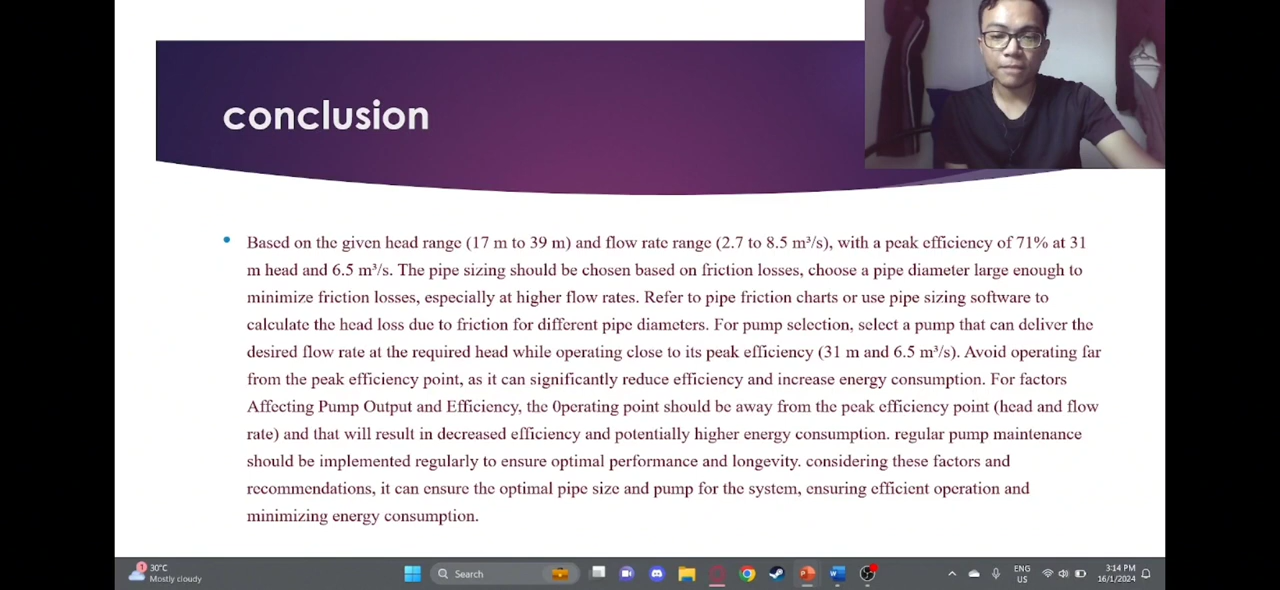 conclusion
Based on the given head range (17 m to 39 m) and flow rate range (2.7 to 8.5 m³/s), with a peak efficiency of 71% at 31
m head and 6.5 m³/s. The pipe sizing should be chosen based on friction losses, choose a pipe diameter large enough to
minimize friction losses, especially at higher flow rates. Refer to pipe friction charts or use pipe sizing software to
calculate the head loss due to friction for different pipe diameters. For pump selection, select a pump that can deliver the
desired flow rate at the required head while operating close to its peak efficiency (31 m and 6.5 m³/s). Avoid operating far
from the peak efficiency point, as it can significantly reduce efficiency and increase energy consumption. For factors
Affecting Pump Output and Efficiency, the 0perating point should be away from the peak efficiency point (head and flow
rate) and that will result in decreased efficiency and potentially higher energy consumption. regular pump maintenance
should be implemented regularly to ensure optimal performance and longevity. considering these factors and
recommendations, it can ensure the optimal pipe size and pump for the system, ensuring efficient operation and
minimizing energy consumption.
1
30°C
Mostly cloudy
Search
ENG
US
3:14 PM
16/1/2024